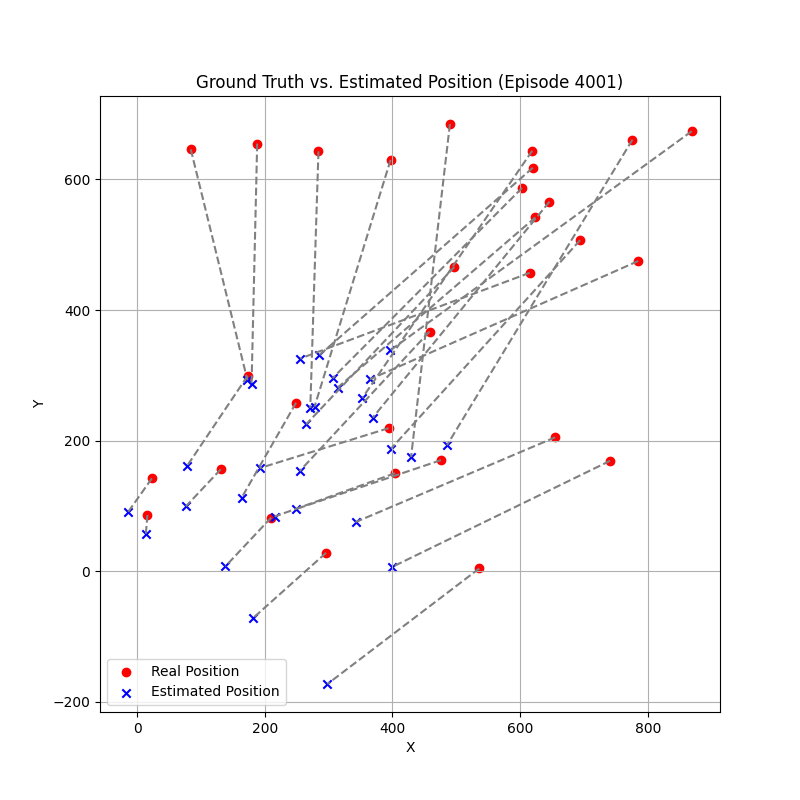 Ground Truth vs. Estimated Position (Episode 4001)
600
400
200
0
−200
Y
Real Position
Estimated Position
0 200 400 600 800
X